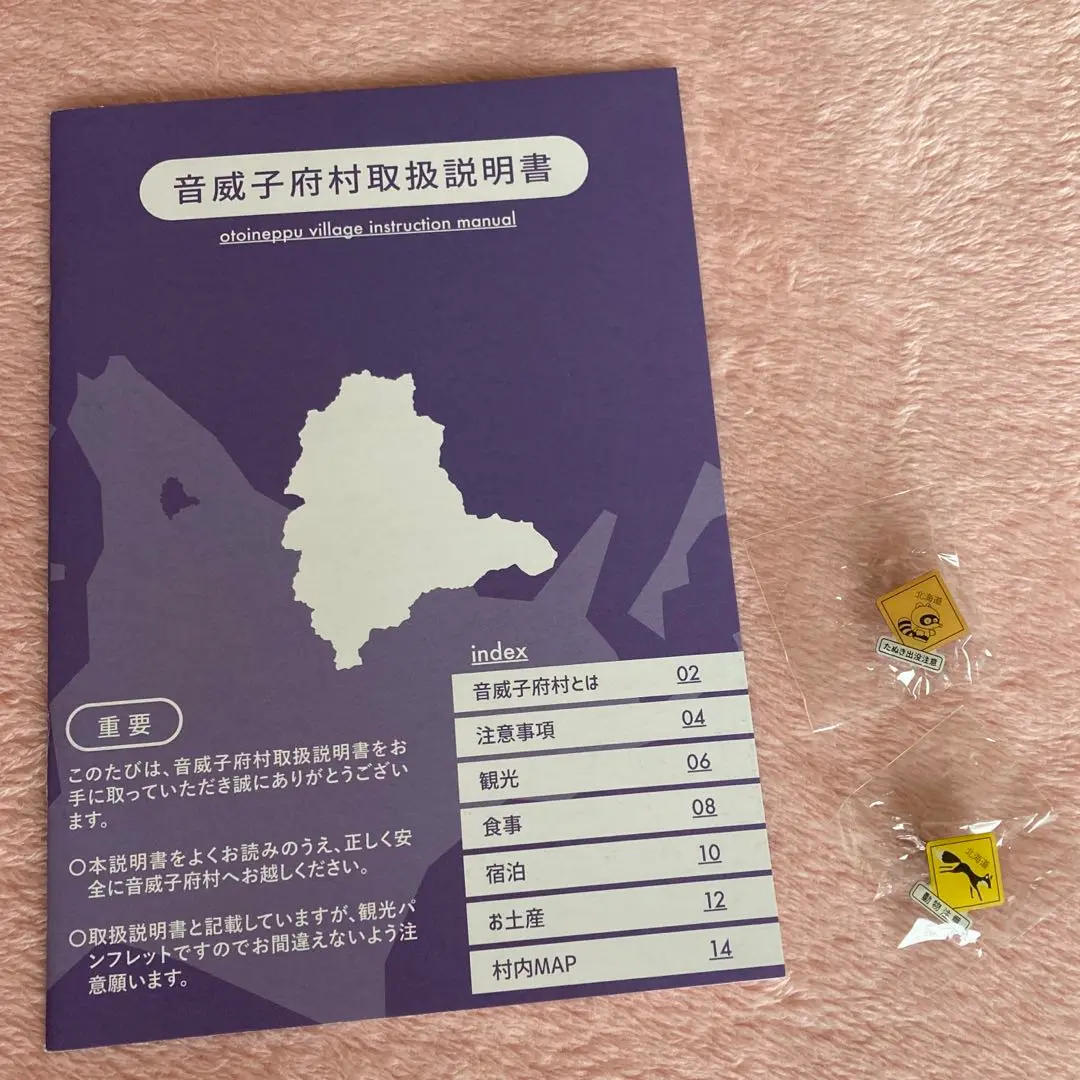 音威子府村取扱説明書
otoineppu village instruction manual
重要
このたびは、音威子府村取扱説明書をお
手に取っていただき誠にありがとうござい
ます。
○本説明書をよくお読みのうえ、正しく安
全に音威子府村へお越しください。
○取扱説明書と記載していますが、観光パ
ンフレットですのでお間違えないよう注
意願います。
index
音威子府村とは 02
注意事項 04
観光 06
食事 08
宿泊 10
お土産 12
村内MAP 14
北海道
たぬき出没注意
北海道
動物注意